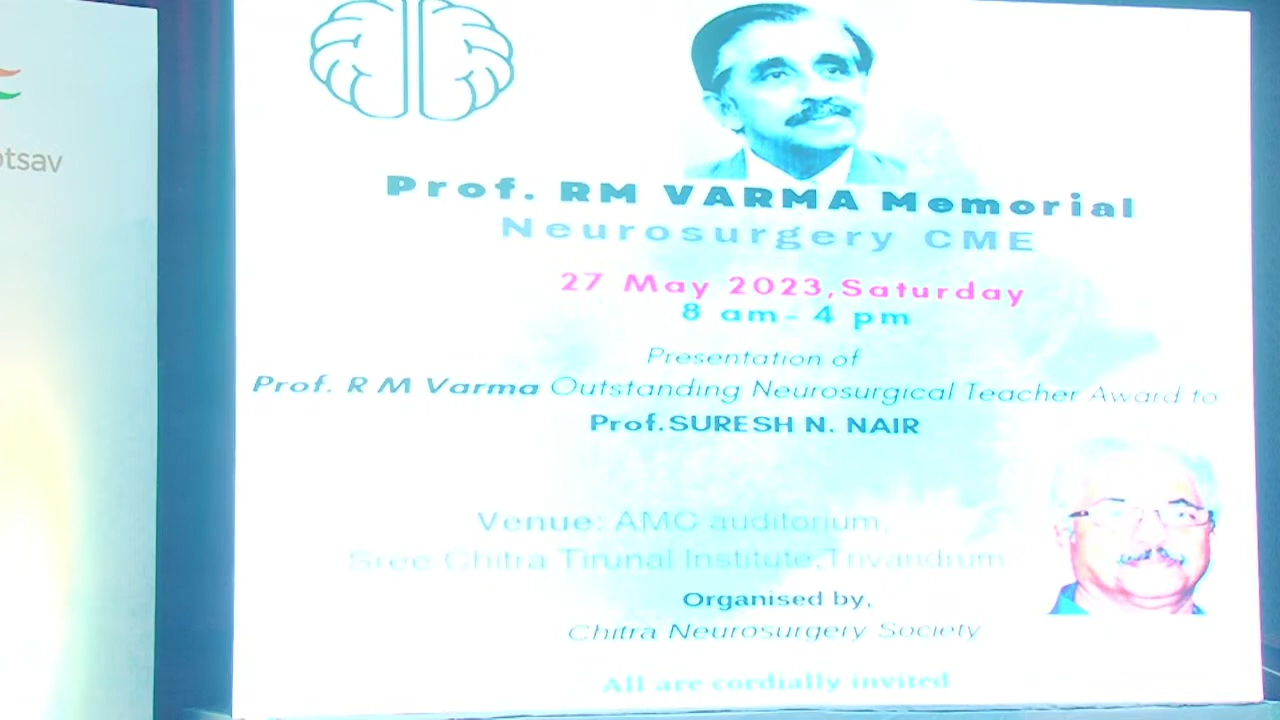 otsav
Prof. RM VARMA Memorial
Neurosurgery CME
27 May 2023,Saturday
8 am- 4 pm
Presentation of
Prof. R M Varma Outstanding Neurosurgical Teacher Award to
Prof.SURESH N. NAIR
Venue: AMC auditorium,
Sree Chitra Tirunal Institute,Trivandrum
Organised by,
Chitra Neurosurgery Society
All are cordially invited